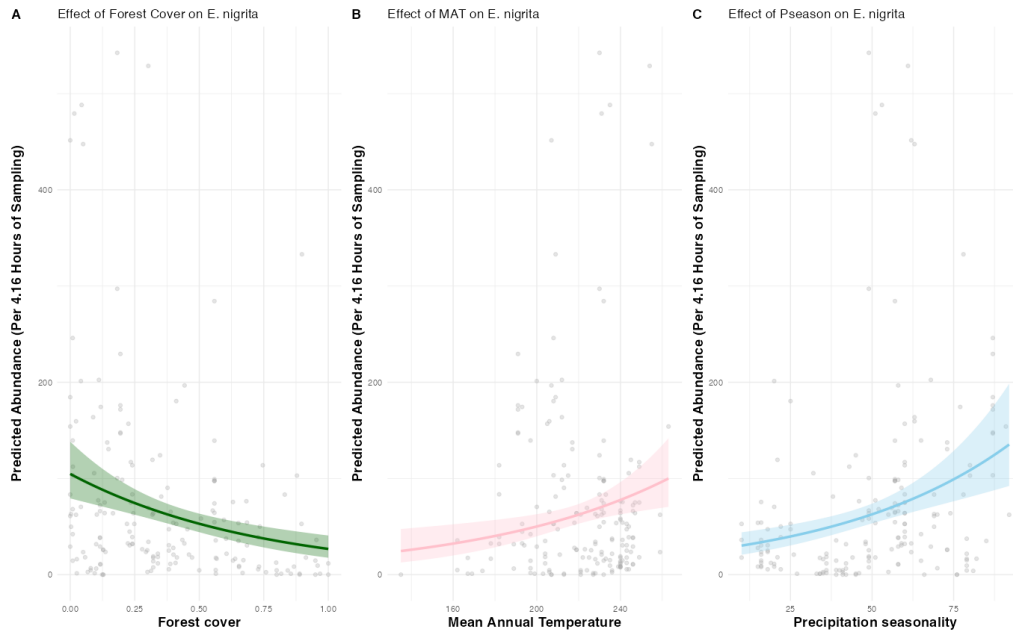 A Effect of Forest Cover on E. nigrita
Predicted Abundance (Per 4.16 Hours of Sampling)
400
200
0
0.00 0.25 0.50 0.75 1.00
Forest cover
B Effect of MAT on E. nigrita
Predicted Abundance (Per 4.16 Hours of Sampling)
400
200
0
160 200 240
Mean Annual Temperature
C Effect of Pseason on E. nigrita
Predicted Abundance (Per 4.16 Hours of Sampling)
400
200
0
25 50 75
Precipitation seasonality